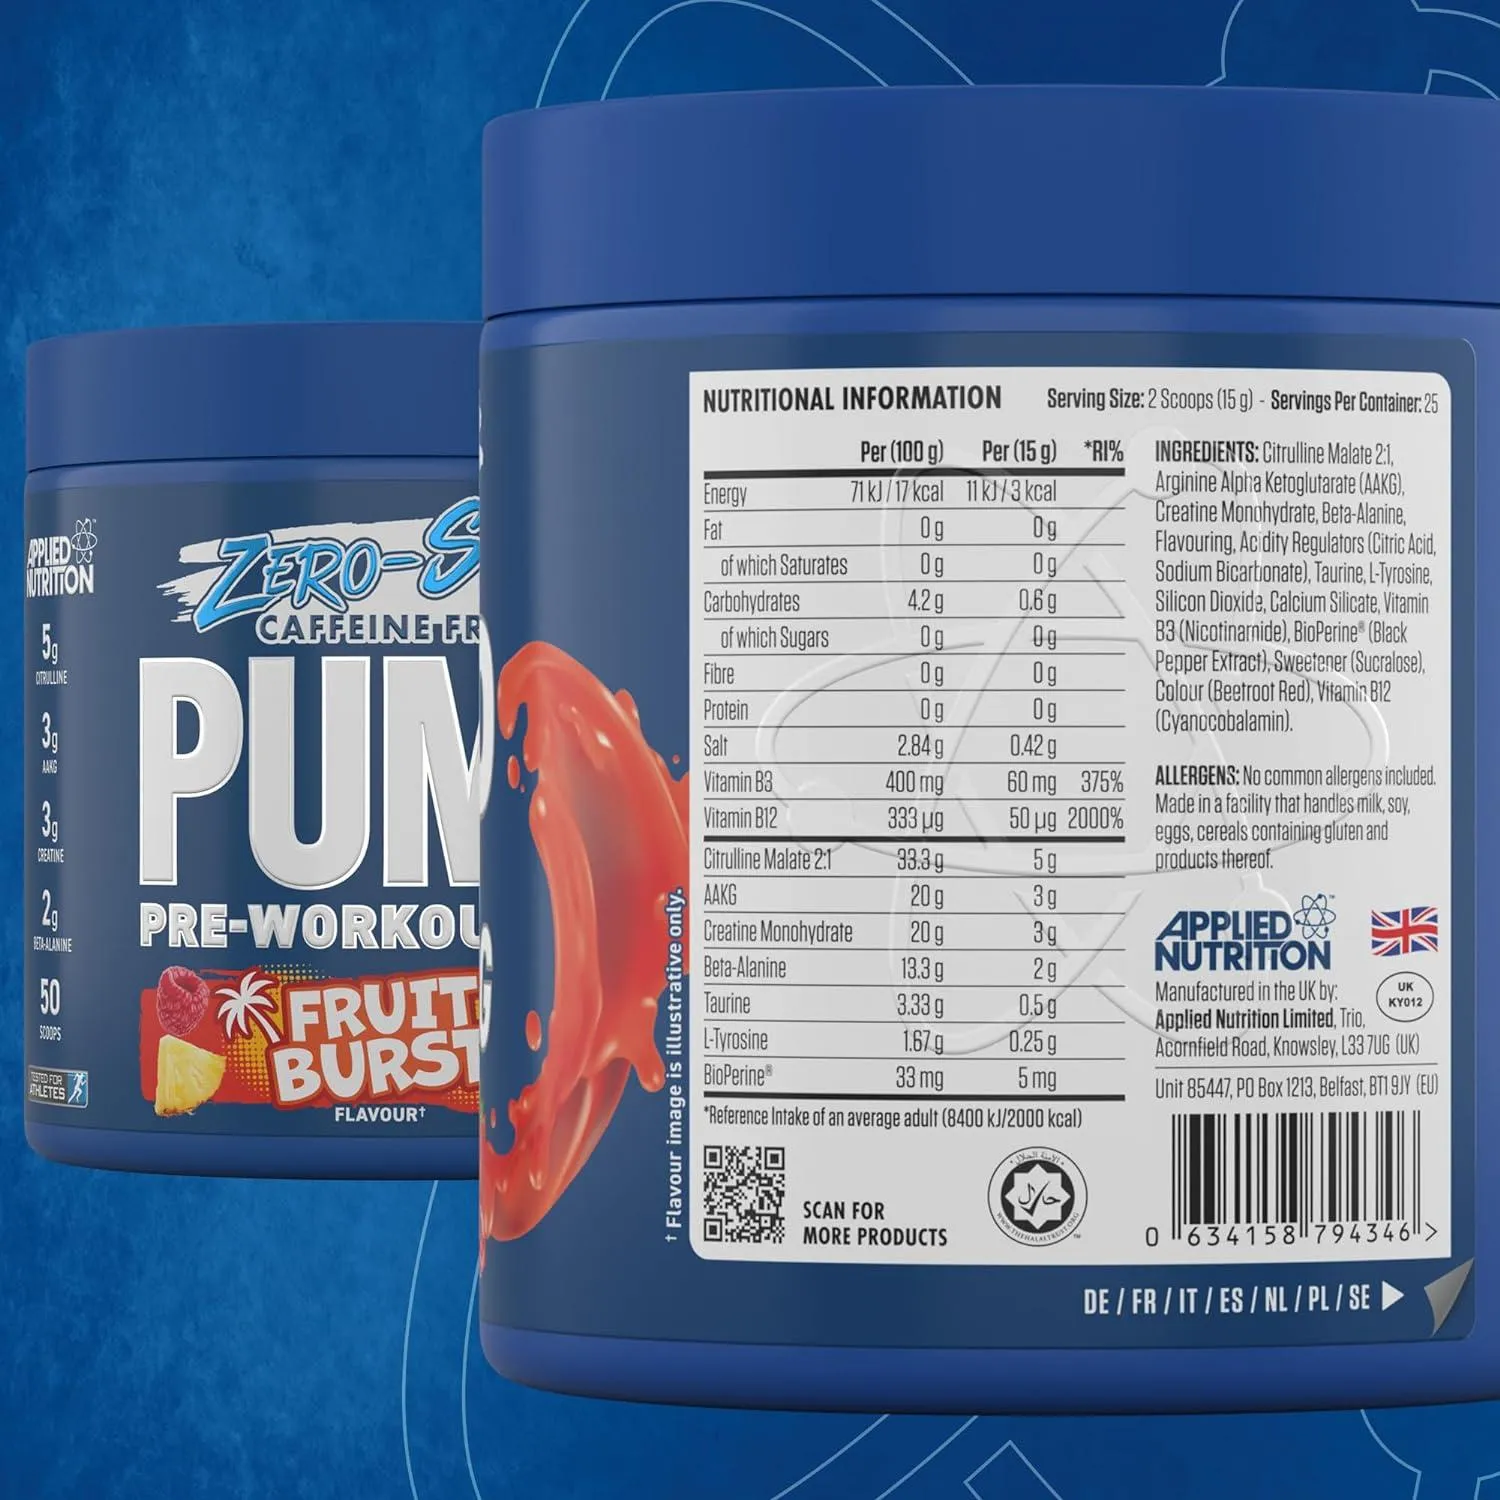 APPLIED
NUTRITION
5g
CITRULLINE
3g
AAKG
3g
CREATINE
2g
BETA-ALANINE
50
SCOOPS
TESTED FOR
ATHLETES
ZERO-S
CAFFEINE FR
PUM
PRE-WORKOU
FRUIT
BURST
FLAVOUR†
† Flavour image is illustrative only.
NUTRITIONAL INFORMATION Serving Size: 2 Scoops (15 g) - Servings Per Container: 25
Per (100 g) Per (15 g) *RI%
Energy 71 kJ / 17 kcal 11 kJ / 3 kcal
Fat 0 g 0 g
of which Saturates 0 g 0 g
Carbohydrates 4.2 g 0.6 g
of which Sugars 0 g 0 g
Fibre 0 g 0 g
Protein 0 g 0 g
Salt 2.84 g 0.42 g
Vitamin B3 400 mg 60 mg 375%
Vitamin B12 333 µg 50 µg 2000%
Citrulline Malate 2:1 33.3 g 5 g
AAKG 20 g 3 g
Creatine Monohydrate 20 g 3 g
Beta-Alanine 13.3 g 2 g
Taurine 3.33 g 0.5 g
L-Tyrosine 1.67 g 0.25 g
BioPerine® 33 mg 5 mg
*Reference Intake of an average adult (8400 kJ/2000 kcal)
SCAN FOR
MORE PRODUCTS
حلال
INGREDIENTS: Citrulline Malate 2:1,
Arginine Alpha Ketoglutarate (AAKG),
Creatine Monohydrate, Beta-Alanine,
Flavouring, Acidity Regulators (Citric Acid,
Sodium Bicarbonate), Taurine, L-Tyrosine,
Silicon Dioxide, Calcium Silicate, Vitamin
B3 (Nicotinamide), BioPerine® (Black
Pepper Extract), Sweetener (Sucralose),
Colour (Beetroot Red), Vitamin B12
(Cyanocobalamin).
ALLERGENS: No common allergens included.
Made in a facility that handles milk, soy,
eggs, cereals containing gluten and
products thereof.
APPLIED
NUTRITION
UK
KY012
Manufactured in the UK by:
Applied Nutrition Limited, Trio,
Acornfield Road, Knowsley, L33 7UG (UK)
Unit 85447, PO Box 1213, Belfast, BT1 9JY (EU)
0 634158 794346 >
DE / FR / IT / ES / NL / PL / SE